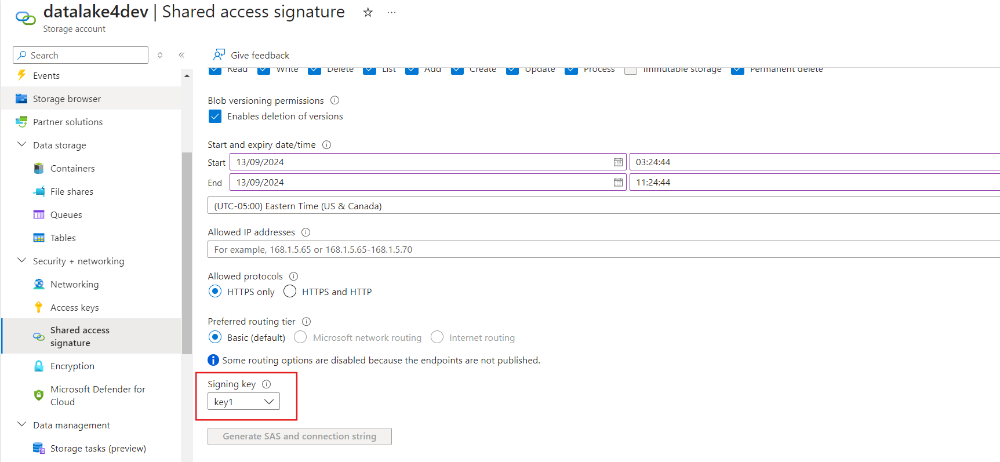 datalake4dev | Shared access signature
Storage account
Search
Give feedback
Events
Storage browser
Partner solutions
Data storage
Containers
File shares
Queues
Tables
Security + networking
Networking
Access keys
Shared access
signature
Encryption
Microsoft Defender for
Cloud
Data management
Storage tasks (preview)
Read Write Delete List Add Create Update Process Immutable storage Permanent delete
Blob versioning permissions
Enables deletion of versions
Start and expiry date/time
Start 13/09/2024 03:24:44
End 13/09/2024 11:24:44
(UTC-05:00) Eastern Time (US & Canada)
Allowed IP addresses
For example, 168.1.5.65 or 168.1.5.65-168.1.5.70
Allowed protocols
HTTPS only HTTPS and HTTP
Preferred routing tier
Basic (default) Microsoft network routing Internet routing
Some routing options are disabled because the endpoints are not published.
Signing key
key1
Generate SAS and connection string